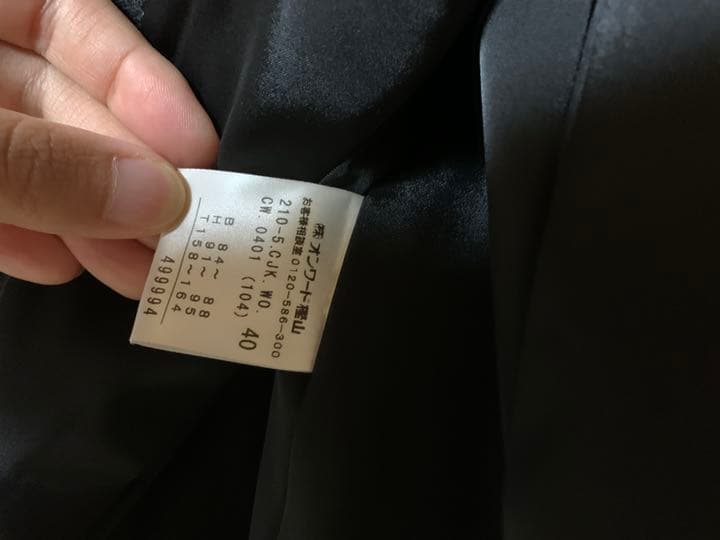 ㈱オンワード樫山
お客様相談室0120-586-300
210-5.CJK.WO.
CW.0401 (104) 40
B 84～88
H 91～95
T158～164
499994